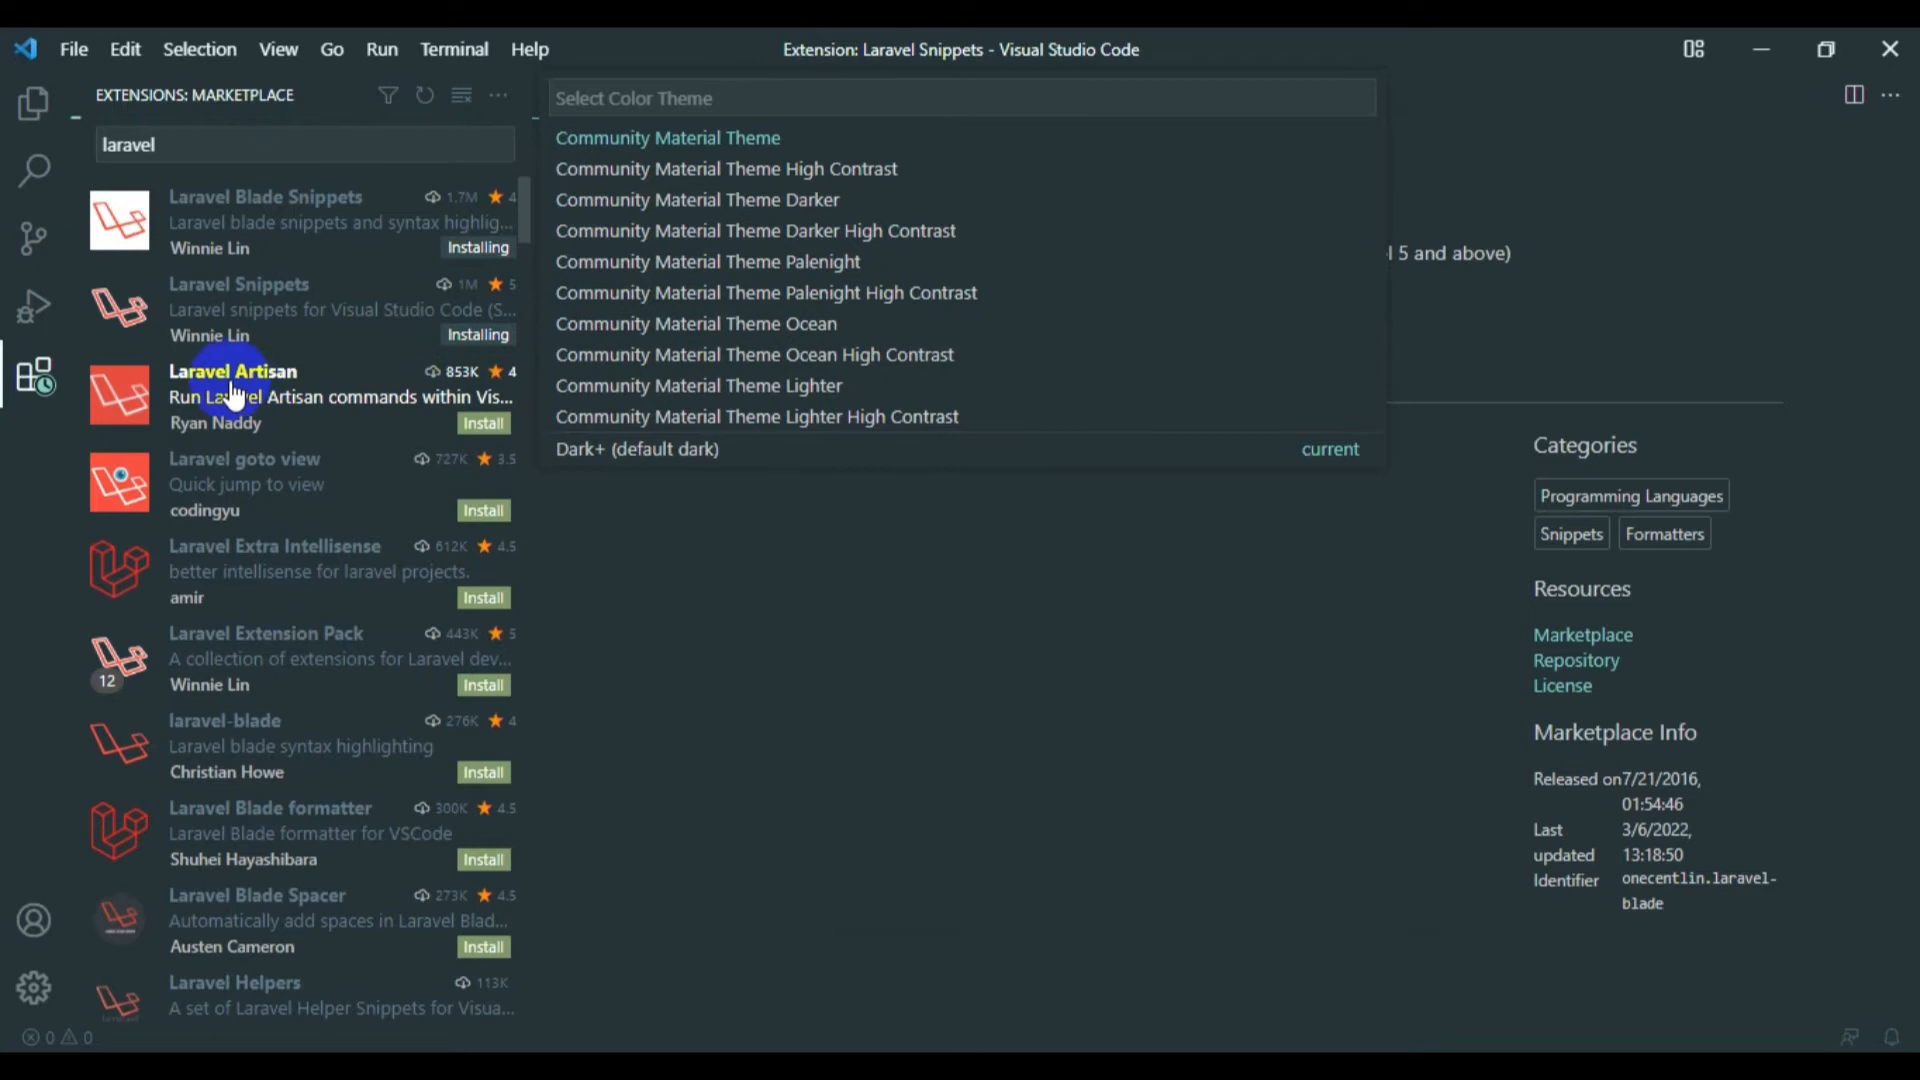 File Edit Selection View Go Run Terminal Help
Extension: Laravel Snippets - Visual Studio Code
EXTENSIONS: MARKETPLACE
laravel
Laravel Blade Snippets 1.7M 4
Laravel blade snippets and syntax highlig...
Winnie Lin Installing
Laravel Snippets 1M 5
Laravel snippets for Visual Studio Code (S...
Winnie Lin Installing
Laravel Artisan 853K 4
Run Laravel Artisan commands within Vis...
Ryan Naddy Install
Laravel goto view 727K 3.5
Quick jump to view
codingyu Install
Laravel Extra Intellisense 612K 4.5
better intellisense for laravel projects.
amir Install
Laravel Extension Pack 443K 5
A collection of extensions for Laravel dev...
12
Winnie Lin Install
laravel-blade 276K 4
Laravel blade syntax highlighting
Christian Howe Install
Laravel Blade formatter 300K 4.5
Laravel Blade formatter for VSCode
Shuhei Hayashibara Install
Laravel Blade Spacer 273K 4.5
Automatically add spaces in Laravel Blad...
Austen Cameron Install
Laravel Helpers 113K
A set of Laravel Helper Snippets for Visua...
0 0
Select Color Theme
Community Material Theme
Community Material Theme High Contrast
Community Material Theme Darker
Community Material Theme Darker High Contrast
Community Material Theme Palenight
Community Material Theme Palenight High Contrast
Community Material Theme Ocean
Community Material Theme Ocean High Contrast
Community Material Theme Lighter
Community Material Theme Lighter High Contrast
Dark+ (default dark) current
l 5 and above)
Categories
Programming Languages
Snippets Formatters
Resources
Marketplace
Repository
License
Marketplace Info
Released on 7/21/2016,
01:54:46
Last 3/6/2022,
updated 13:18:50
Identifier onecentlin.laravel-
blade